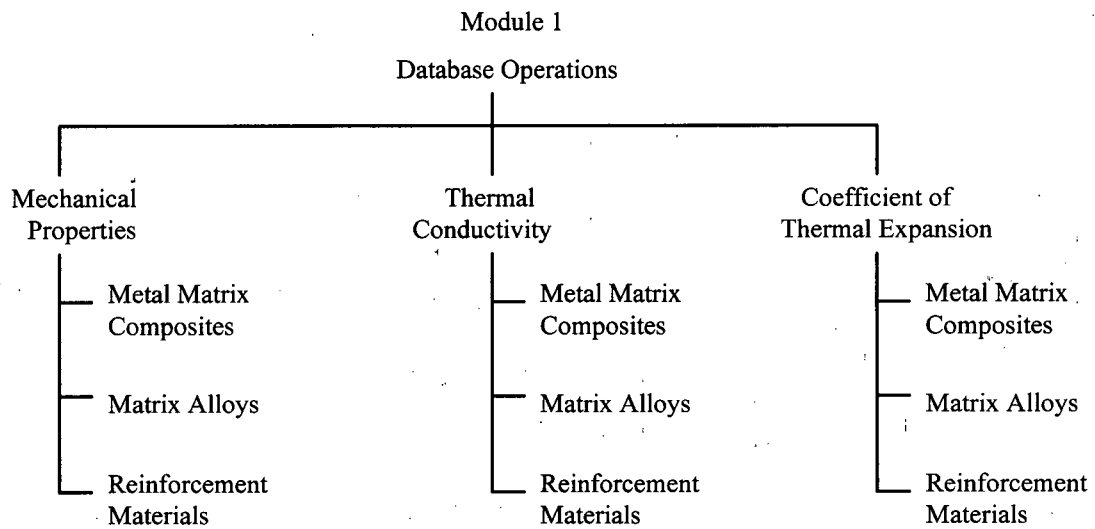 Module 1
Database Operations
Mechanical
Properties
Metal Matrix
Composites
Matrix Alloys
Reinforcement
Materials
Thermal
Conductivity
Metal Matrix
Composites
Matrix Alloys
Reinforcement
Materials
Coefficient of
Thermal Expansion
Metal Matrix
Composites
Matrix Alloys
Reinforcement
Materials